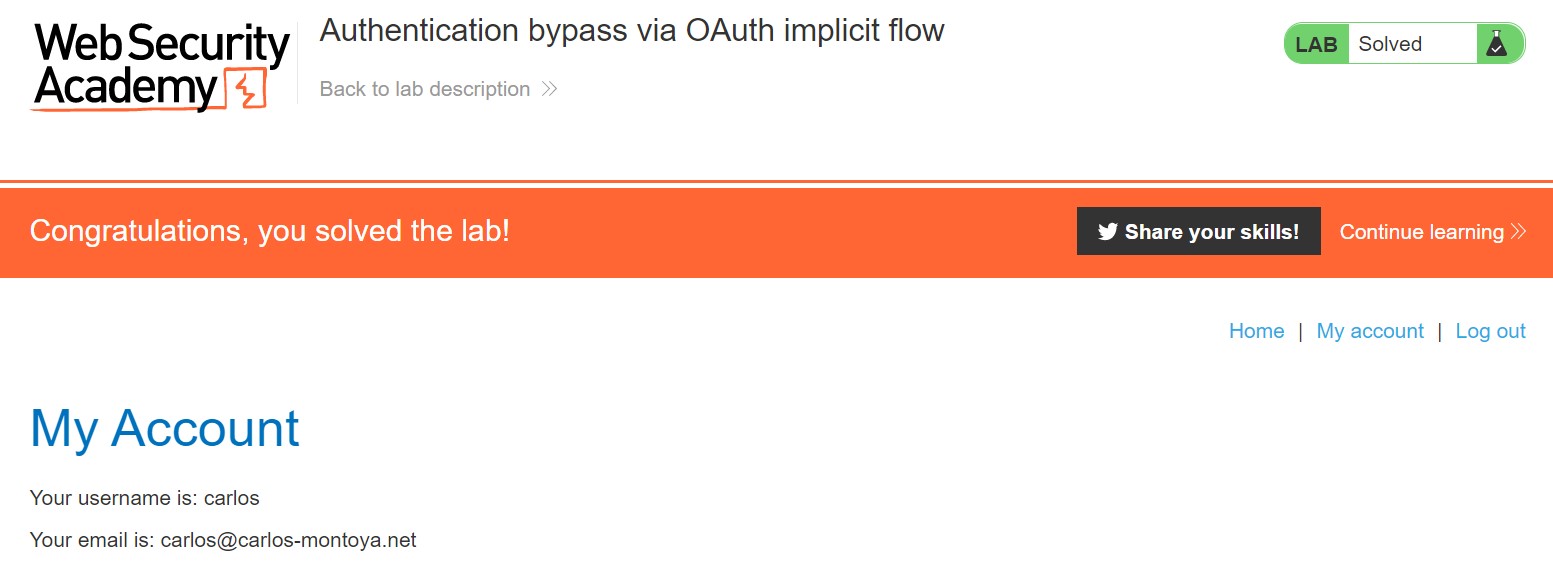 Web Security
Academy
Authentication bypass via OAuth implicit flow
Back to lab description
LAB Solved
Congratulations, you solved the lab!
Share your skills!
Continue learning
Home | My account | Log out
My Account
Your username is: carlos
Your email is: carlos@carlos-montoya.net